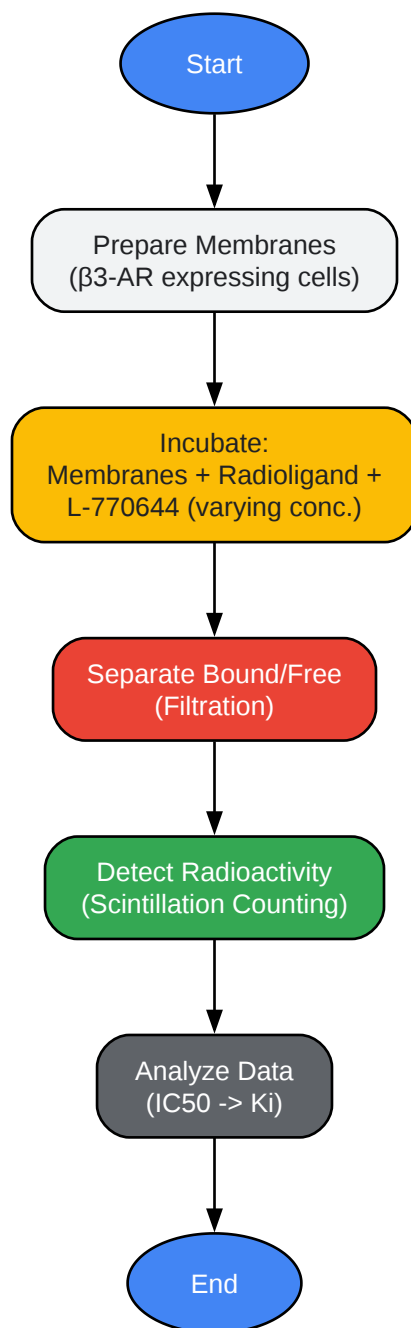 Start
Prepare Membranes
(β3-AR expressing cells)
Incubate:
Membranes + Radioligand +
L-770644 (varying conc.)
Separate Bound/Free
(Filtration)
Detect Radioactivity
(Scintillation Counting)
Analyze Data
(IC50 -> Ki)
End